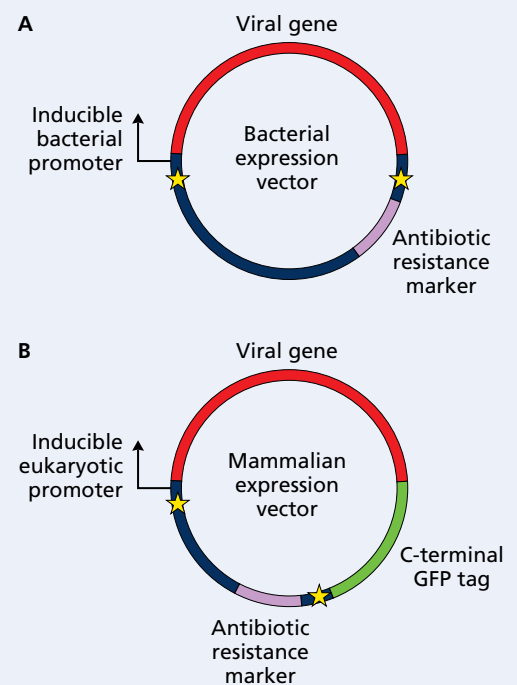 A
Viral gene
Inducible
bacterial
promoter
Bacterial
expression
vector
Antibiotic
resistance
marker
B
Viral gene
Inducible
eukaryotic
promoter
Mammalian
expression
vector
C-terminal
GFP tag
Antibiotic
resistance
marker